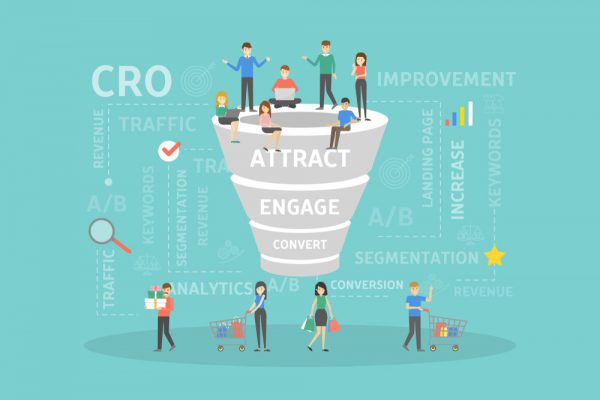 CRO
IMPROVEMENT
TRAFFIC
REVENUE
KEYWORDS
A/B
TRAFFIC
SEGMENTATION
REVENUE
TRA
ATTRACT
ENGAGE
CONVERT
A/B
LANDING PAGE
INCREASE
KEYWORDS
SEGMENTATION
ANALYTICS
A/B
CONVERSION
REVENUE